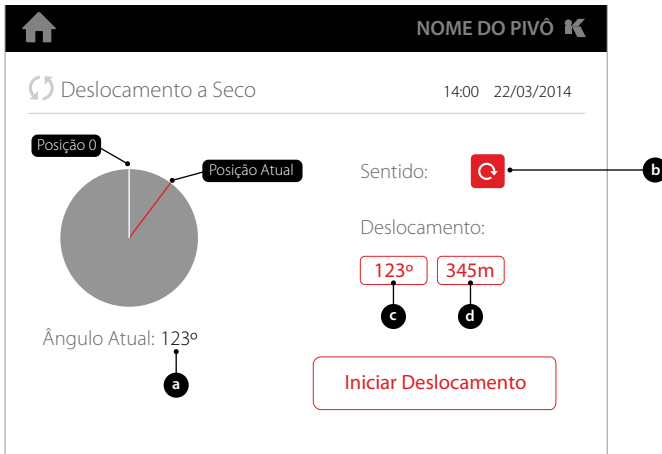 NOME DO PIVÔ
Deslocamento a Seco
14:00 22/03/2014
Posição 0
Posição Atual
Sentido:
b
Deslocamento:
123º 345m
c d
Ângulo Atual: 123º
a
Iniciar Deslocamento